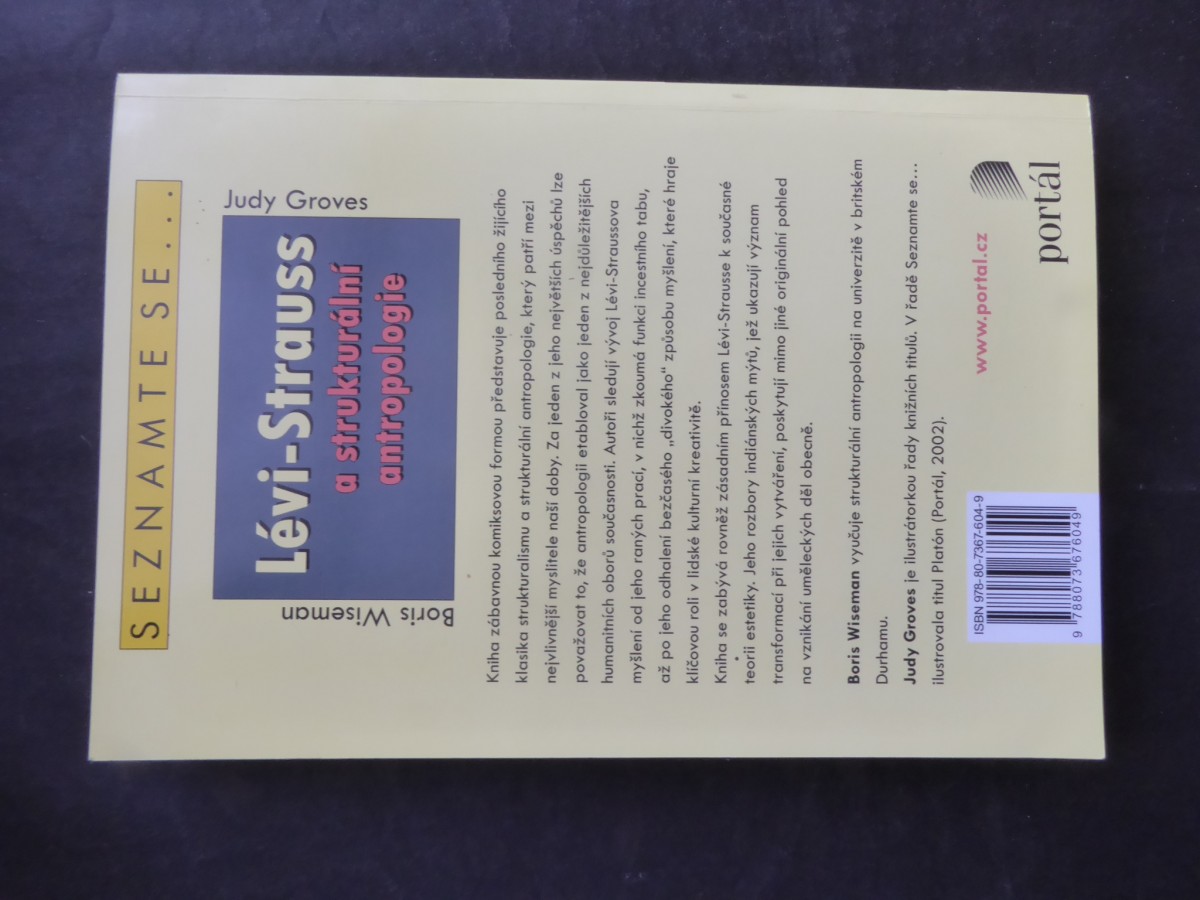 SEZNAMTE SE...
Boris Wiseman
Lévi-Strauss
a strukturální
antropologie
Judy Groves
Kniha zábavnou komiksovou formou představuje posledního žijícího
klasika strukturalismu a strukturální antropologie, který patří mezi
nejvlivnější myslitele naší doby. Za jeden z jeho největších úspěchů lze
považovat to, že antropologii etabloval jako jeden z nejdůležitějších
humanitních oborů současnosti. Autoři sledují vývoj Lévi-Straussova
myšlení od jeho raných prací, v nichž zkoumá funkci incestního tabu,
až po jeho odhalení bezčasého „divokého“ způsobu myšlení, které hraje
klíčovou roli v lidské kulturní kreativitě.
Kniha se zabývá rovněž zásadním přínosem Lévi-Strausse k současné
teorii estetiky. Jeho rozbory indiánských mýtů, jež ukazují význam
transformací při jejich vytváření, poskytují mimo jiné originální pohled
na vznikání uměleckých děl obecně.
Boris Wiseman vyučuje strukturální antropologii na univerzitě v britském
Durhamu.
Judy Groves je ilustrátorkou řady knižních titulů. V řadě Seznamte se...
ilustrovala titul Platón (Portál, 2002).
ISBN 978-80-7367-604-9
9 788073 676049
www.portal.cz
portál